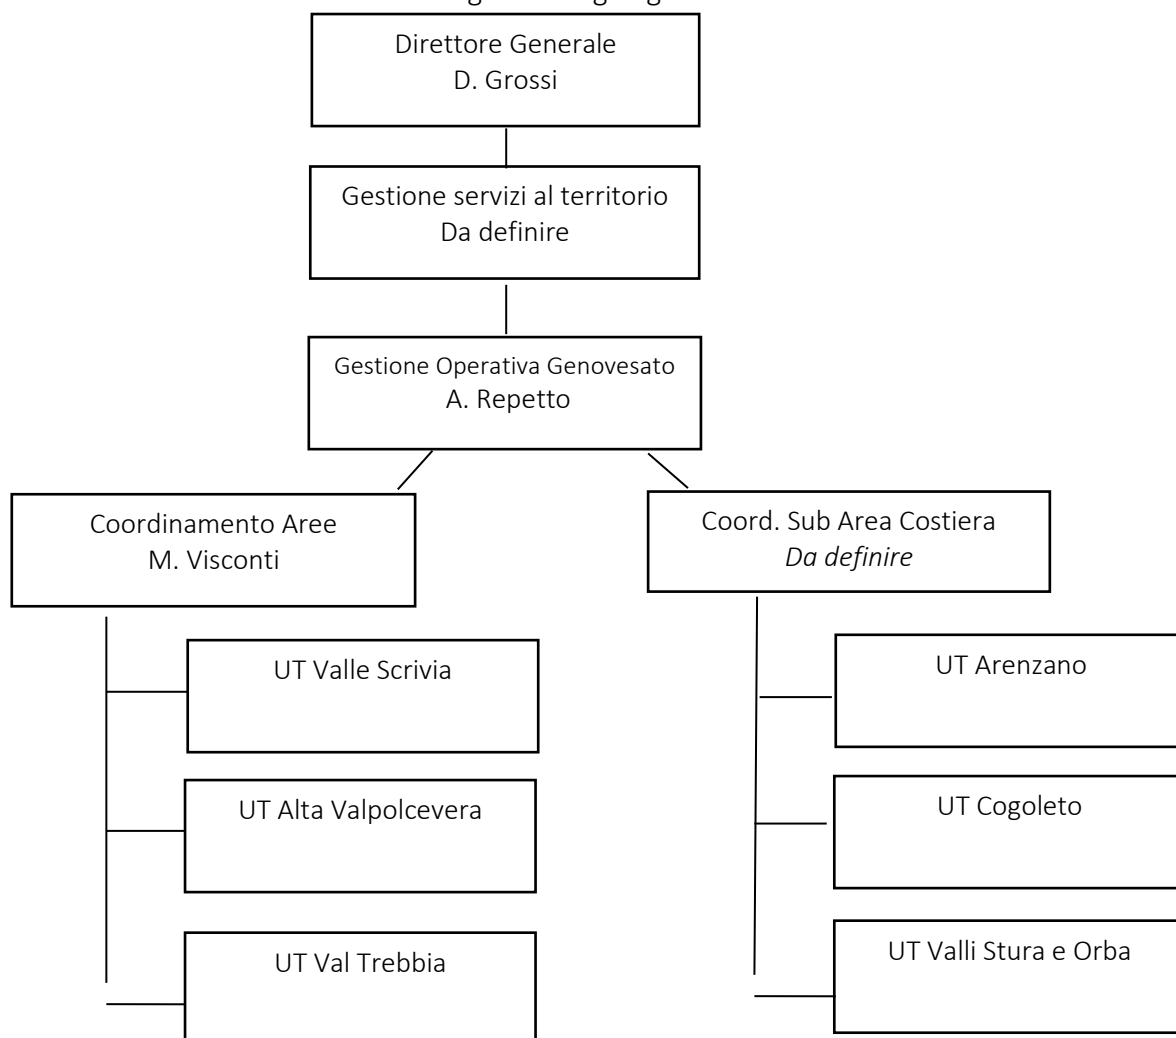 Direttore Generale
D. Grossi
Gestione servizi al territorio
Da definire
Gestione Operativa Genovesato
A. Repetto
Coordinamento Aree
M. Visconti
Coord. Sub Area Costiera
Da definire
UT Valle Scrivia
UT Alta Valpolcevera
UT Val Trebbia
UT Arenzano
UT Cogoleto
UT Valli Stura e Orba